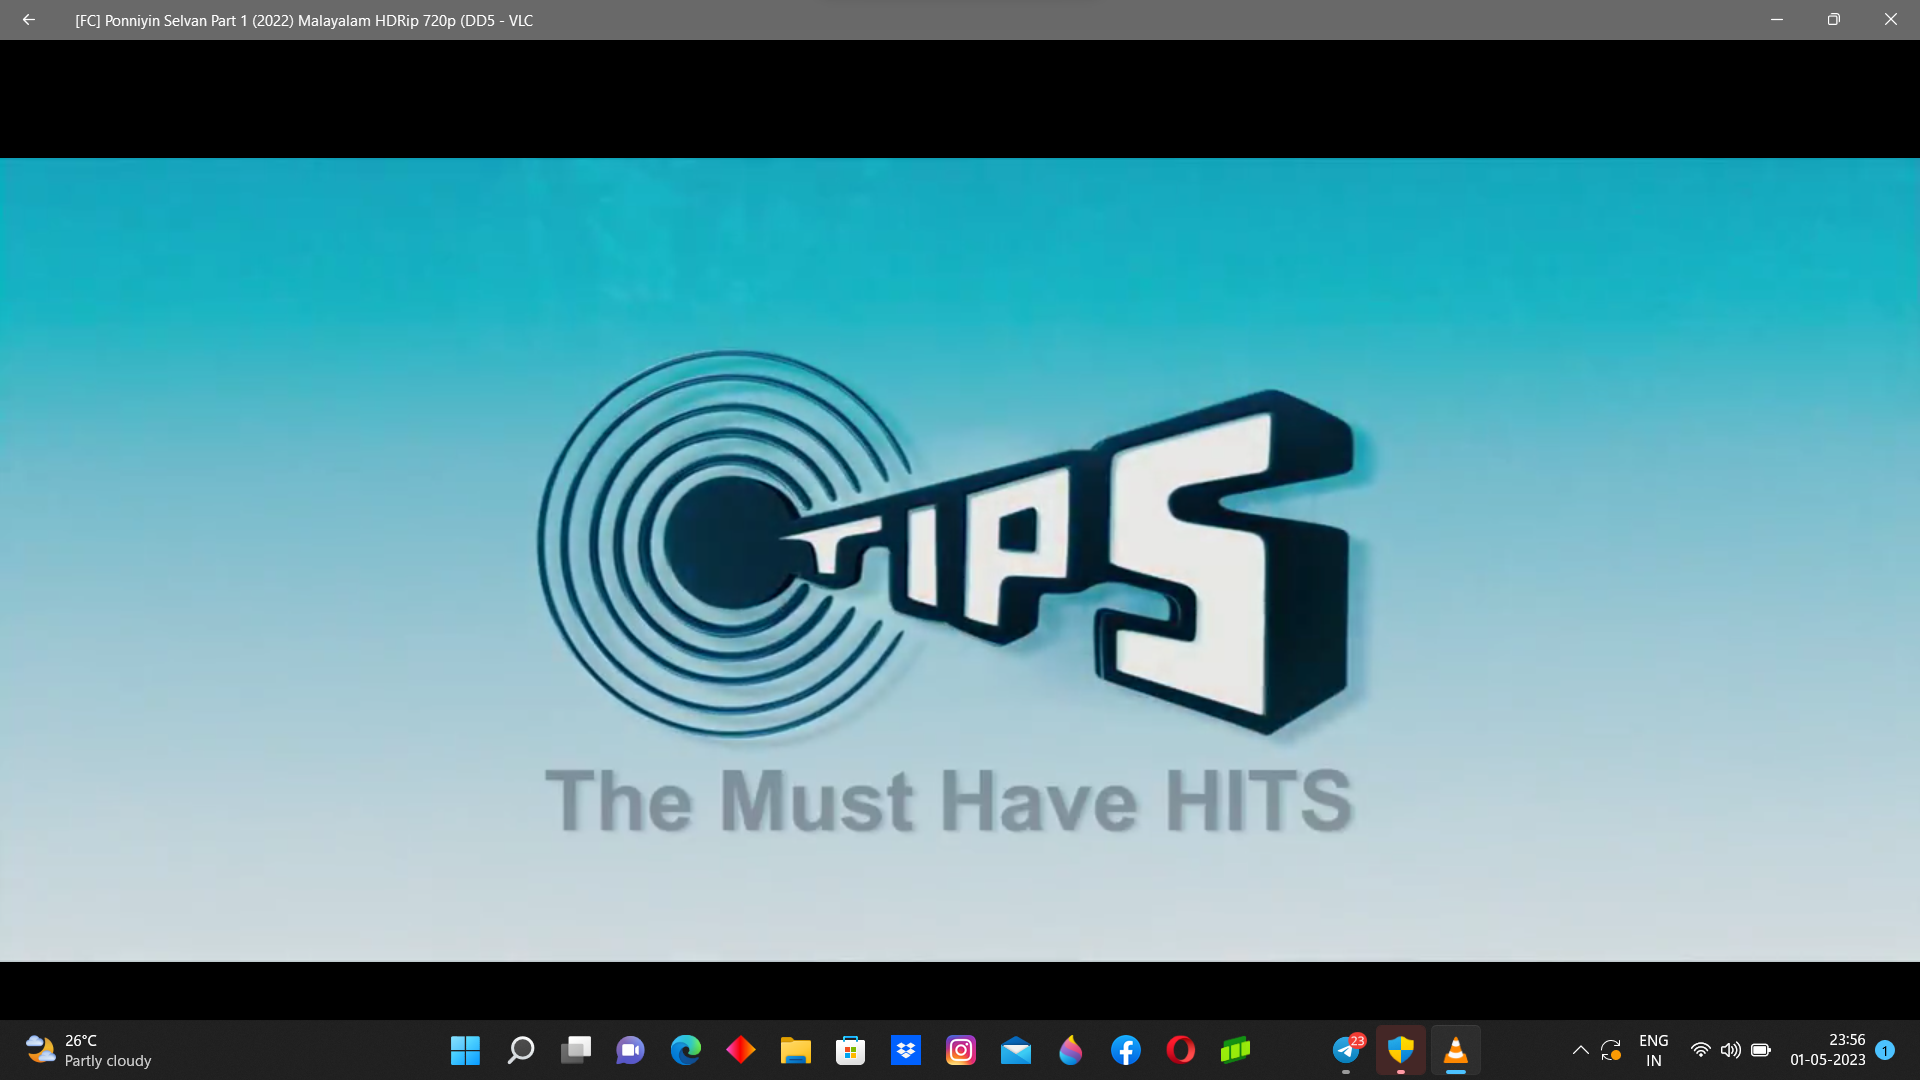 [FC] Ponniyin Selvan Part 1 (2022) Malayalam HDRip 720p (DD5 - VLC
TIPS
The Must Have HITS
26°C
Partly cloudy
23
ENG
IN
23:56
01-05-2023
1